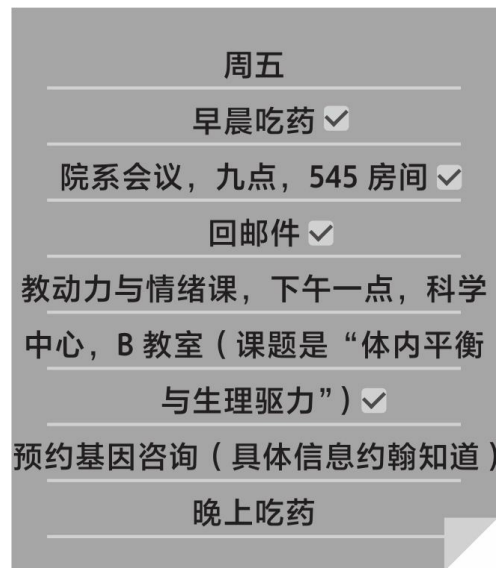 周五
早晨吃药 ✓
院系会议，九点，545 房间 ✓
回邮件 ✓
教动力与情绪课，下午一点，科学
中心，B 教室（课题是“体内平衡
与生理驱力”）✓
预约基因咨询（具体信息约翰知道）
晚上吃药